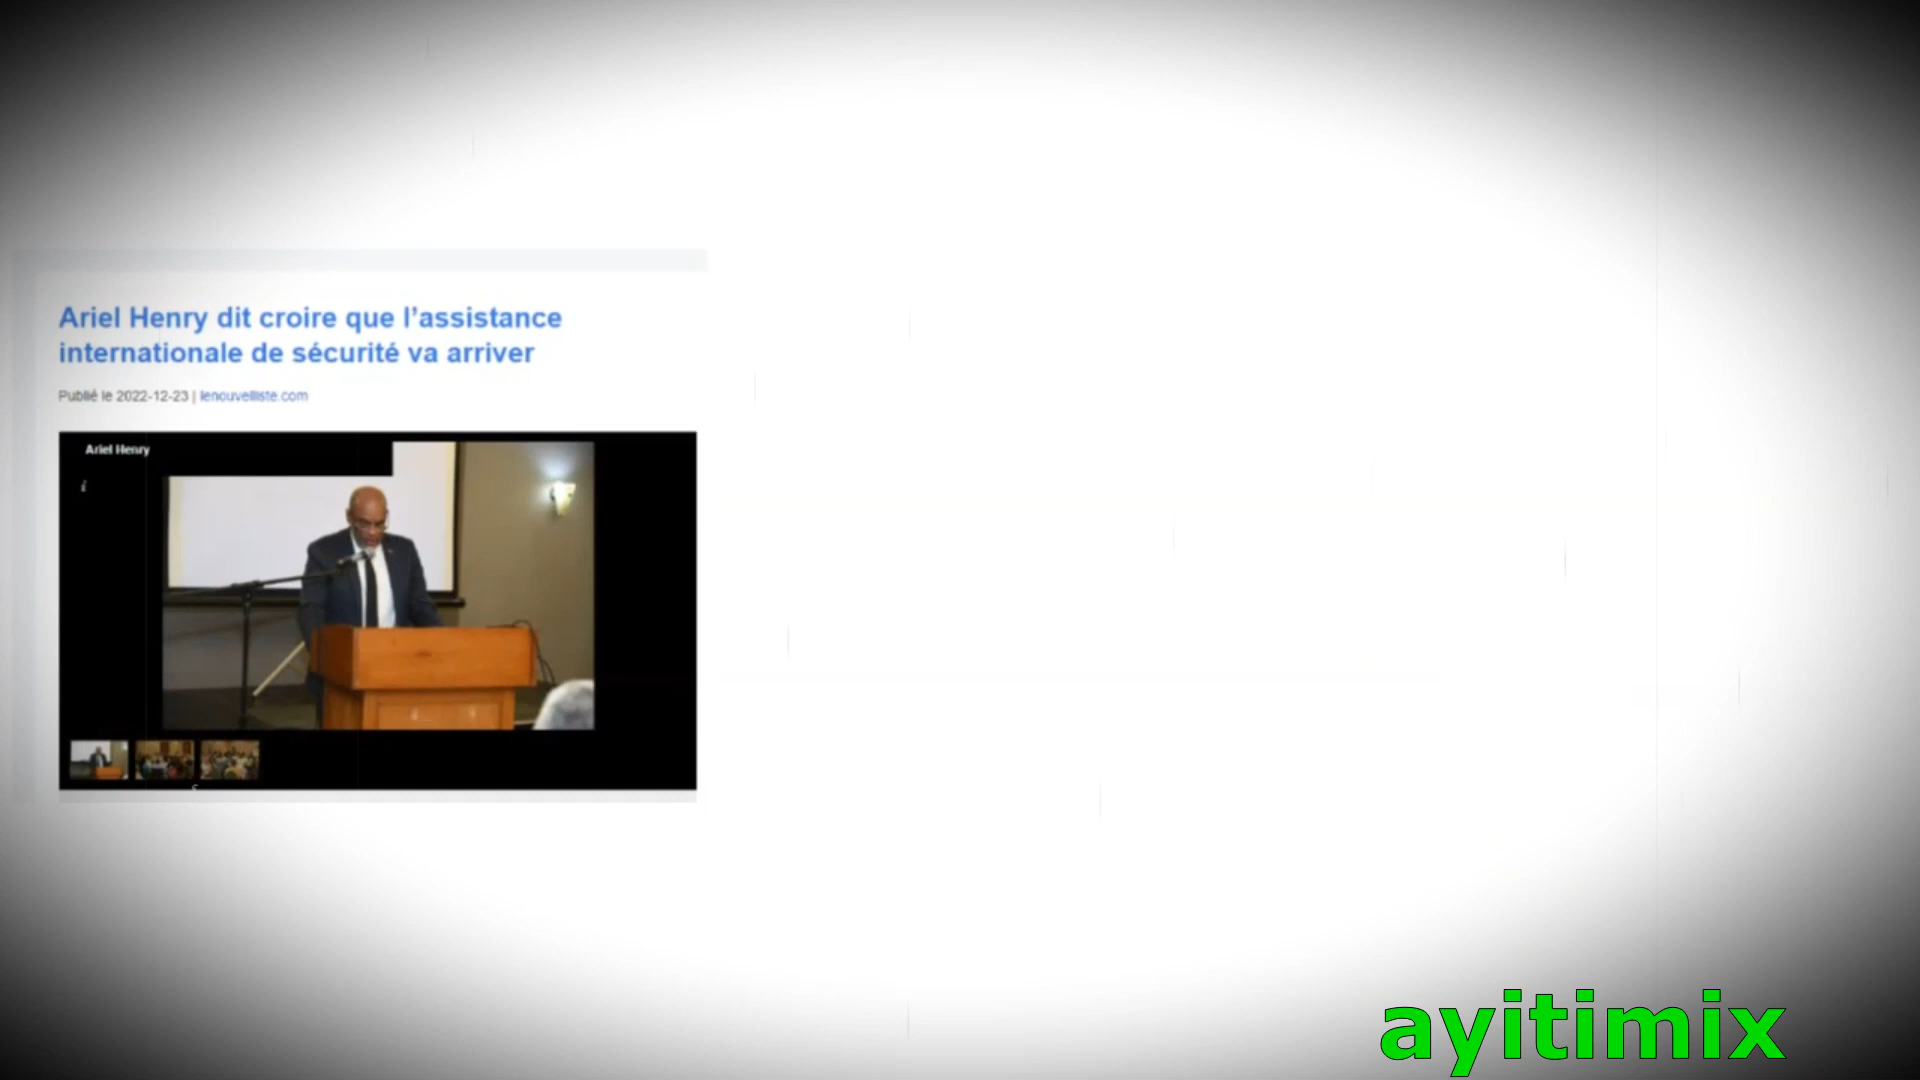 Ariel Henry dit croire que l'assistance
internationale de sécurité va arriver
Publié le 2022-12-23 | lenouvelliste.com
Ariel Henry
i
ayitimix